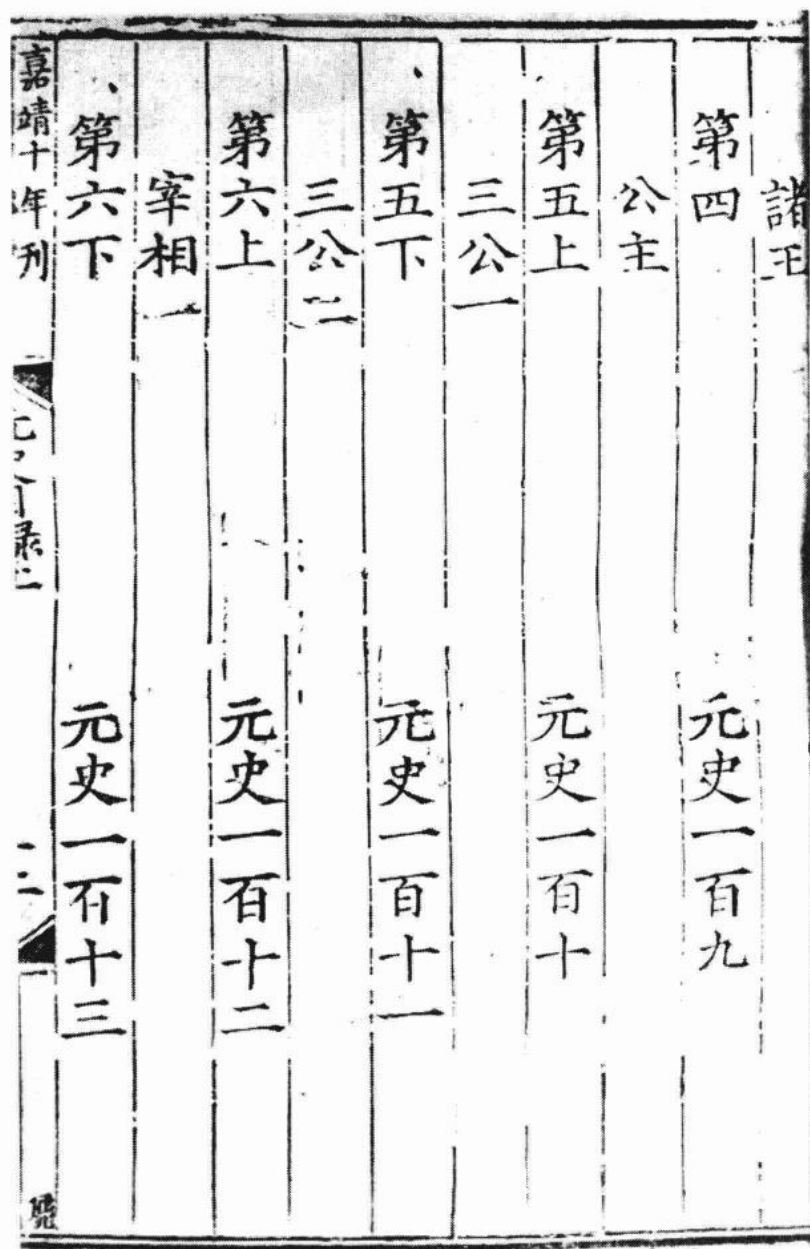 諸王
第四 元史一百九
公主
第五上 元史一百十
三公一
第五下 元史一百十一
三公二
第六上 元史一百十二
宰相一
第六下 元史一百十三
嘉靖十年刊